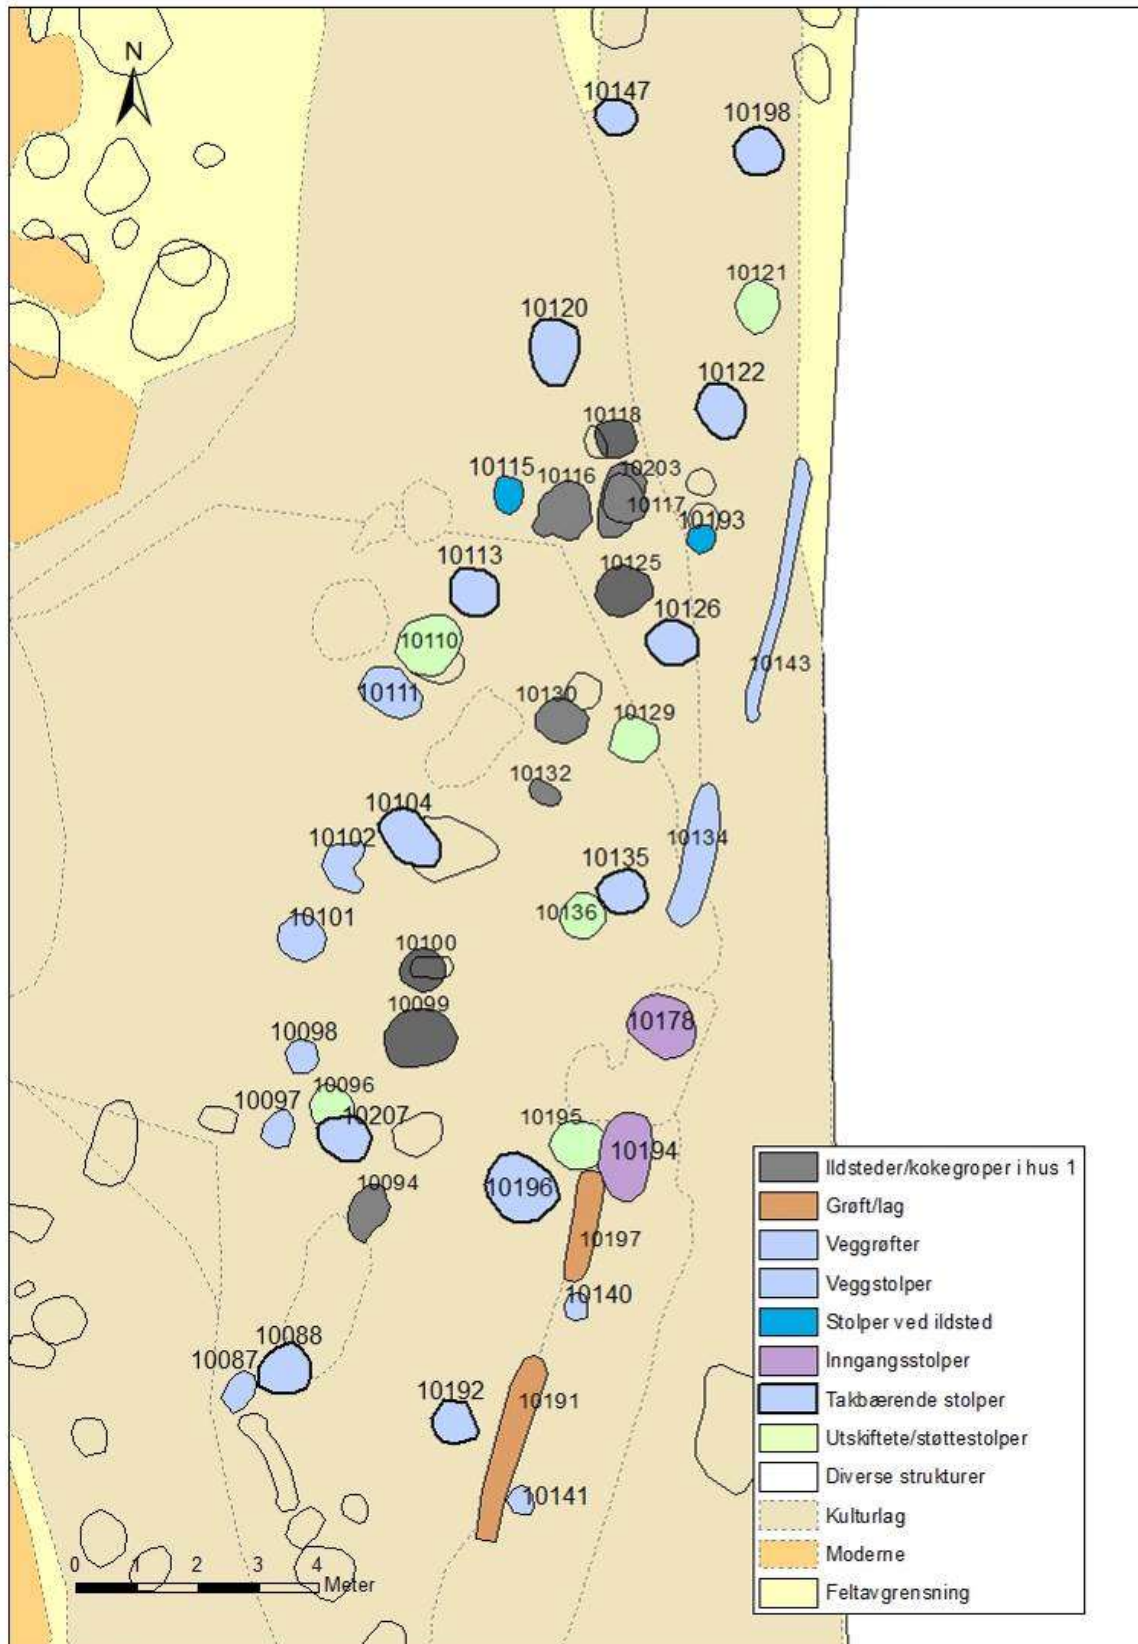 N
10147
10198
10121
10120
10122
10118
10115
10116
10203
10117
10193
10113
10125
10126
10110
10143
10111
10130
10129
10132
10104
10102
10134
10135
10101
10136
10100
10099
10178
10098
10096
10097
10207
10195
10194
10094
10196
10197
10140
10088
10087
10192
10191
10141
0 1 2 3 4
Meter
Ildsteder/kokegroper i hus 1
Grøft/lag
Veggrøfter
Veggstolper
Stolper ved ildsted
Inngangsstolper
Takbærende stolper
Utskiftete/støttestolper
Diverse strukturer
Kulturlag
Moderne
Feltavgrensning